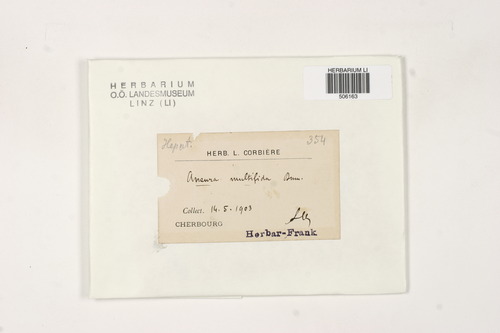 HERBARIUM
O.Ö. LANDESMUSEUM
LINZ (LI)
HERBARIUM LI
506163
Hepat. 354
HERB. L. CORBIÈRE
Aneura multifida Dum.
Collect. 14-5-1903
CHERBOURG
Herbar-Frank